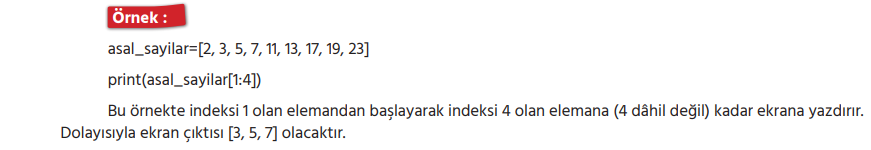 Örnek :
asal_sayilar=[2, 3, 5, 7, 11, 13, 17, 19, 23]
print(asal_sayilar[1:4])
Bu örnekte indeksi 1 olan elemandan başlayarak indeksi 4 olan elemana (4 dâhil değil) kadar ekrana yazdırır.
Dolayısıyla ekran çıktısı [3, 5, 7] olacaktır.